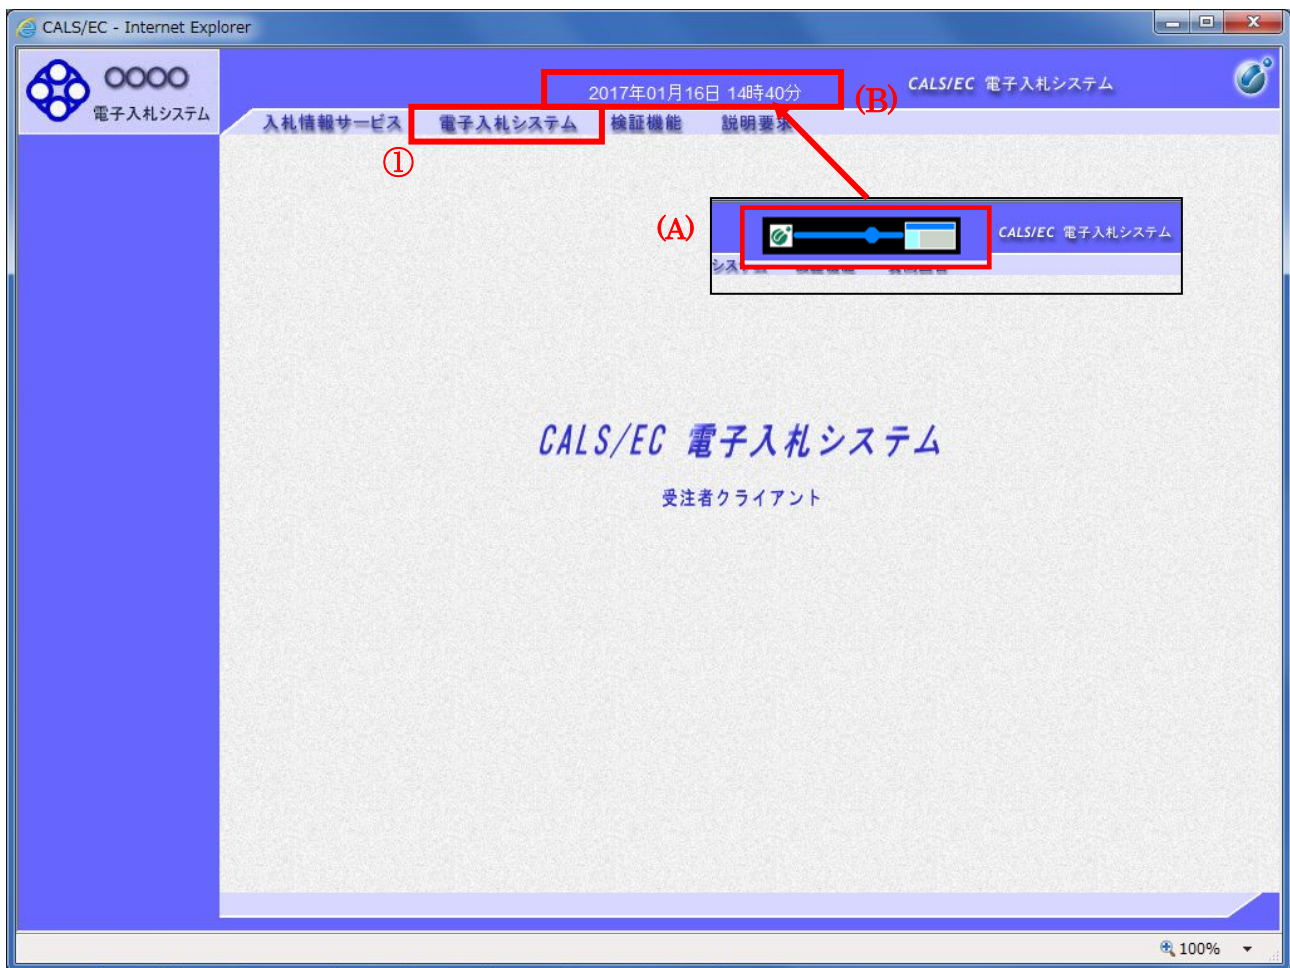 CALS/EC - Internet Explorer
〇〇〇〇
電子入札システム
2017年01月16日 14時40分
(B)
CALS/EC 電子入札システム
入札情報サービス 電子入札システム 検証機能 説明要求
①
(A)
CALS/EC 電子入札システム
CALS/EC 電子入札システム
受注者クライアント
100%